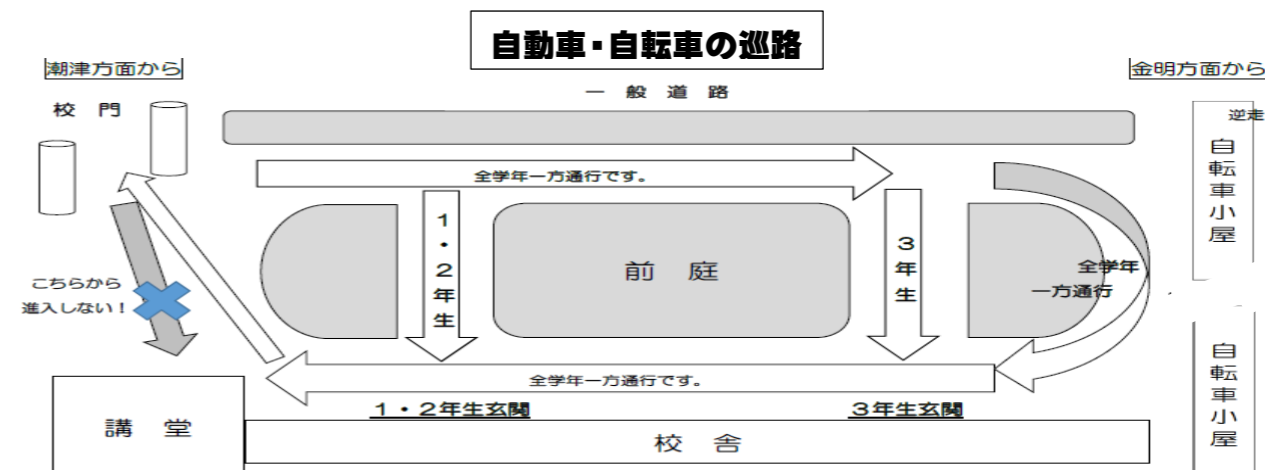 自動車・自転車の巡路
潮津方面から
金明方面から
一般道路
校門
逆走
自転車小屋
全学年一方通行です。
1・2年生
前庭
3年生
全学年
一方通行
こちらから
進入しない！
全学年一方通行です。
1・2年生玄関
3年生玄関
自転車小屋
講堂
校舎